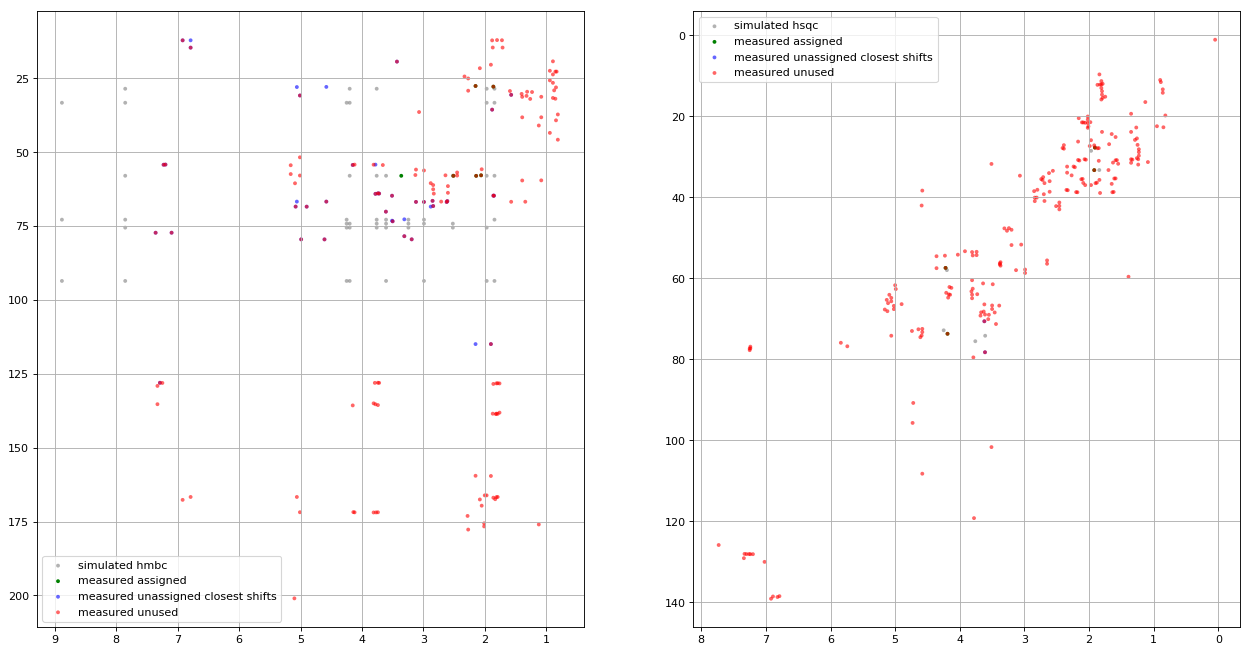 25
50
75
100
125
150
175
200
9 8 7 6 5 4 3 2 1
simulated hmbc
measured assigned
measured unassigned closest shifts
measured unused
0
20
40
60
80
100
120
140
8 7 6 5 4 3 2 1 0
simulated hsqc
measured assigned
measured unassigned closest shifts
measured unused